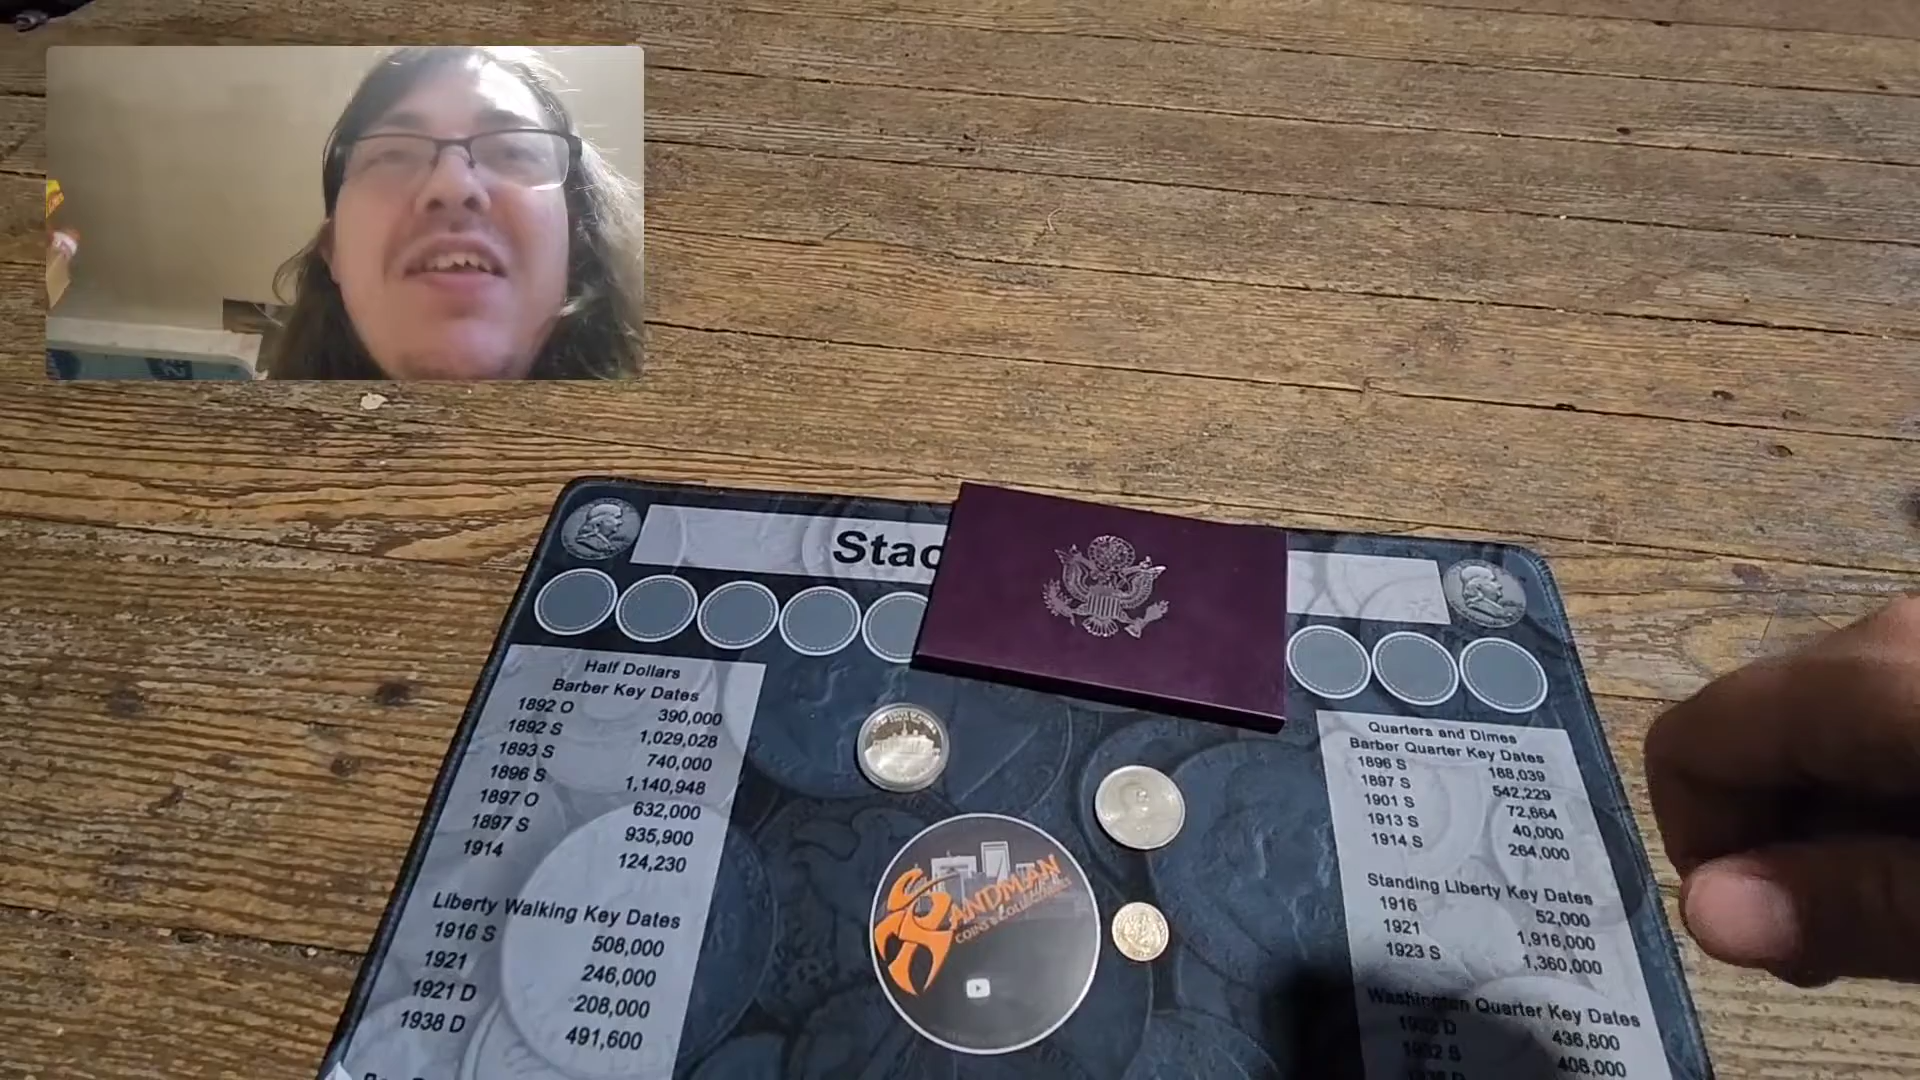 Stac
Half Dollars
Barber Key Dates
1892 O 390,000
1892 S 1,029,028
1893 S 740,000
1896 S 1,140,948
1897 O 632,000
1897 S 935,900
1914 124,230
Liberty Walking Key Dates
1916 S 508,000
1921 246,000
1921 D 208,000
1938 D 491,600
SANDMAN
COINS & COLLECTIBLES
Quarters and Dimes
Barber Quarter Key Dates
1896 S 188,039
1897 S 542,229
1901 S 72,664
1913 S 40,000
1914 S 264,000
Standing Liberty Key Dates
1916 52,000
1921 1,916,000
1923 S 1,360,000
Washington Quarter Key Dates
1932 D 436,800
1932 S 408,000